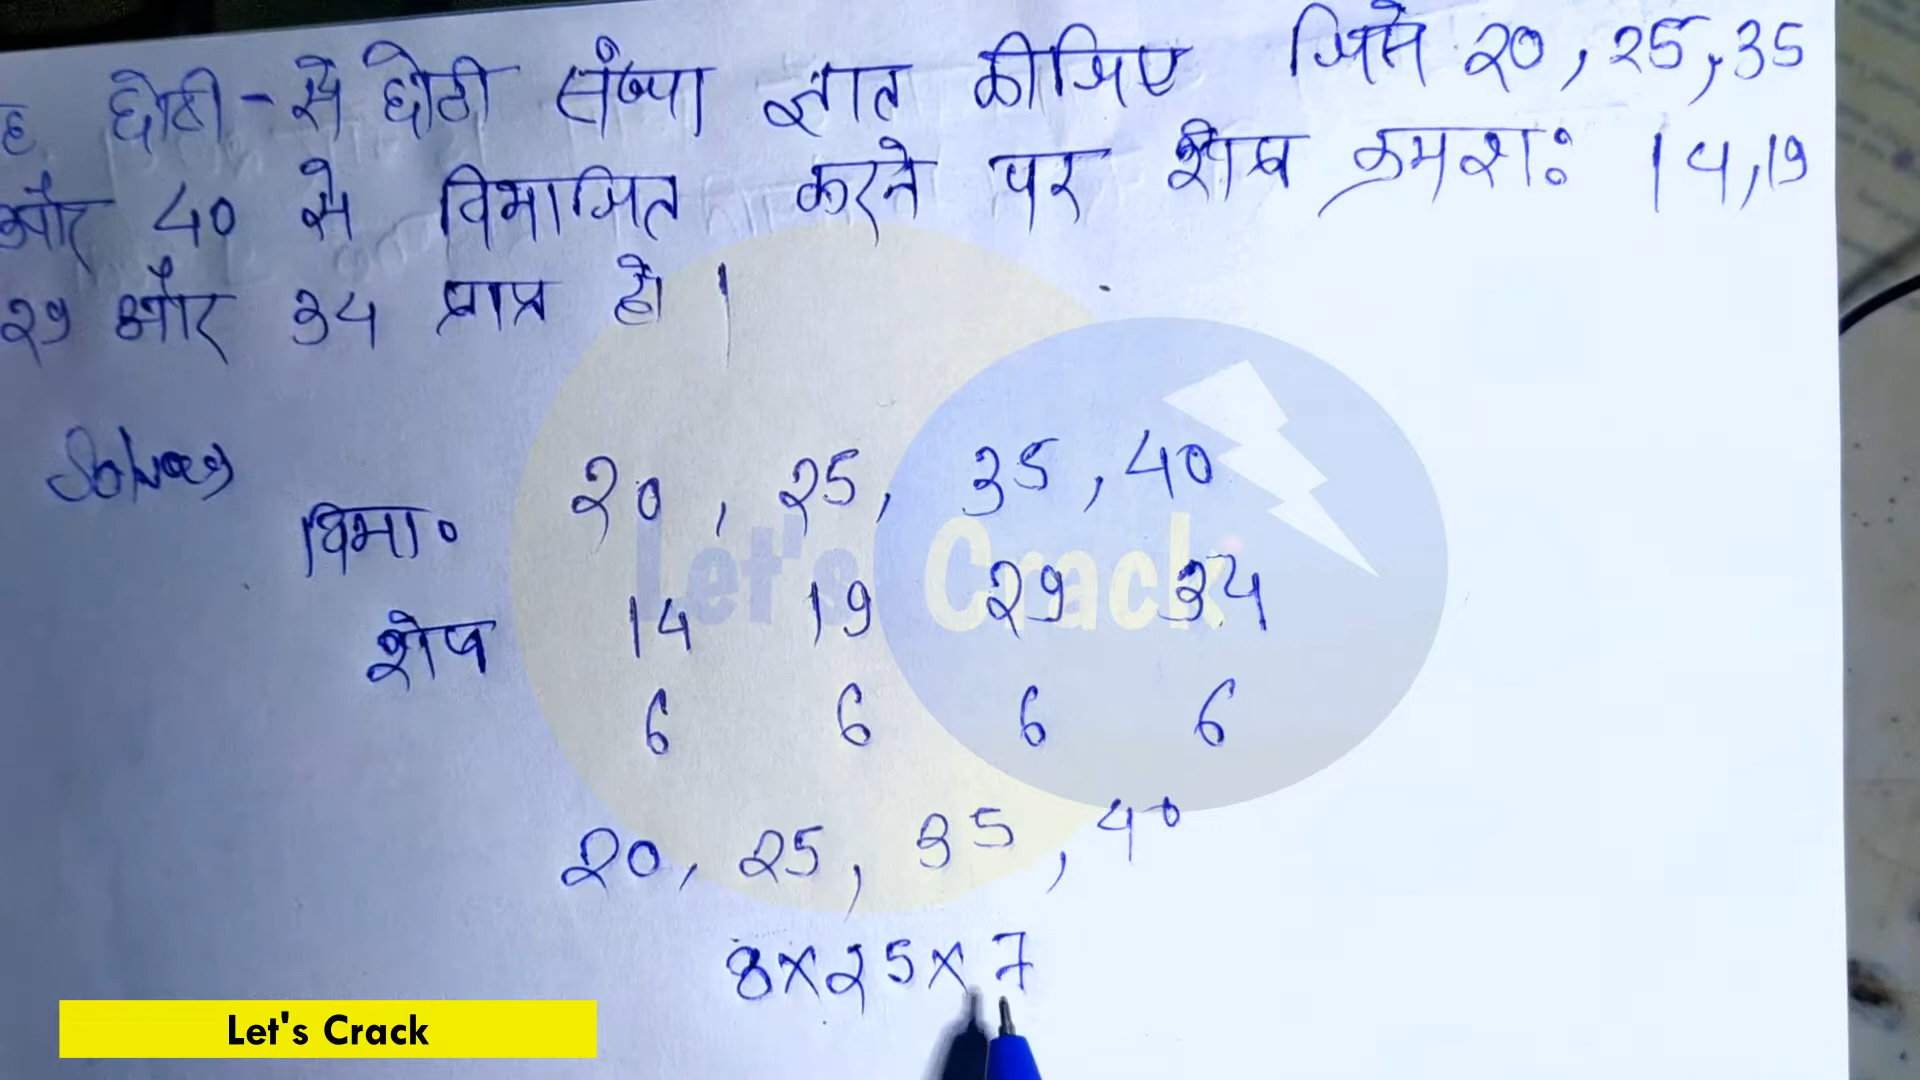 ह छोटी-से छोटी संख्या ज्ञात कीजिए जिसे 20, 25, 35
और 40 से विभाजित करने पर शेष क्रमशः 14, 19
29 और 34 प्राप्त हो।
विभा० 20, 25, 35, 40
शेष 14 19 29 34
6 6 6 6
20, 25, 35, 40
8×25×7
Let's Crack
Let's Crack